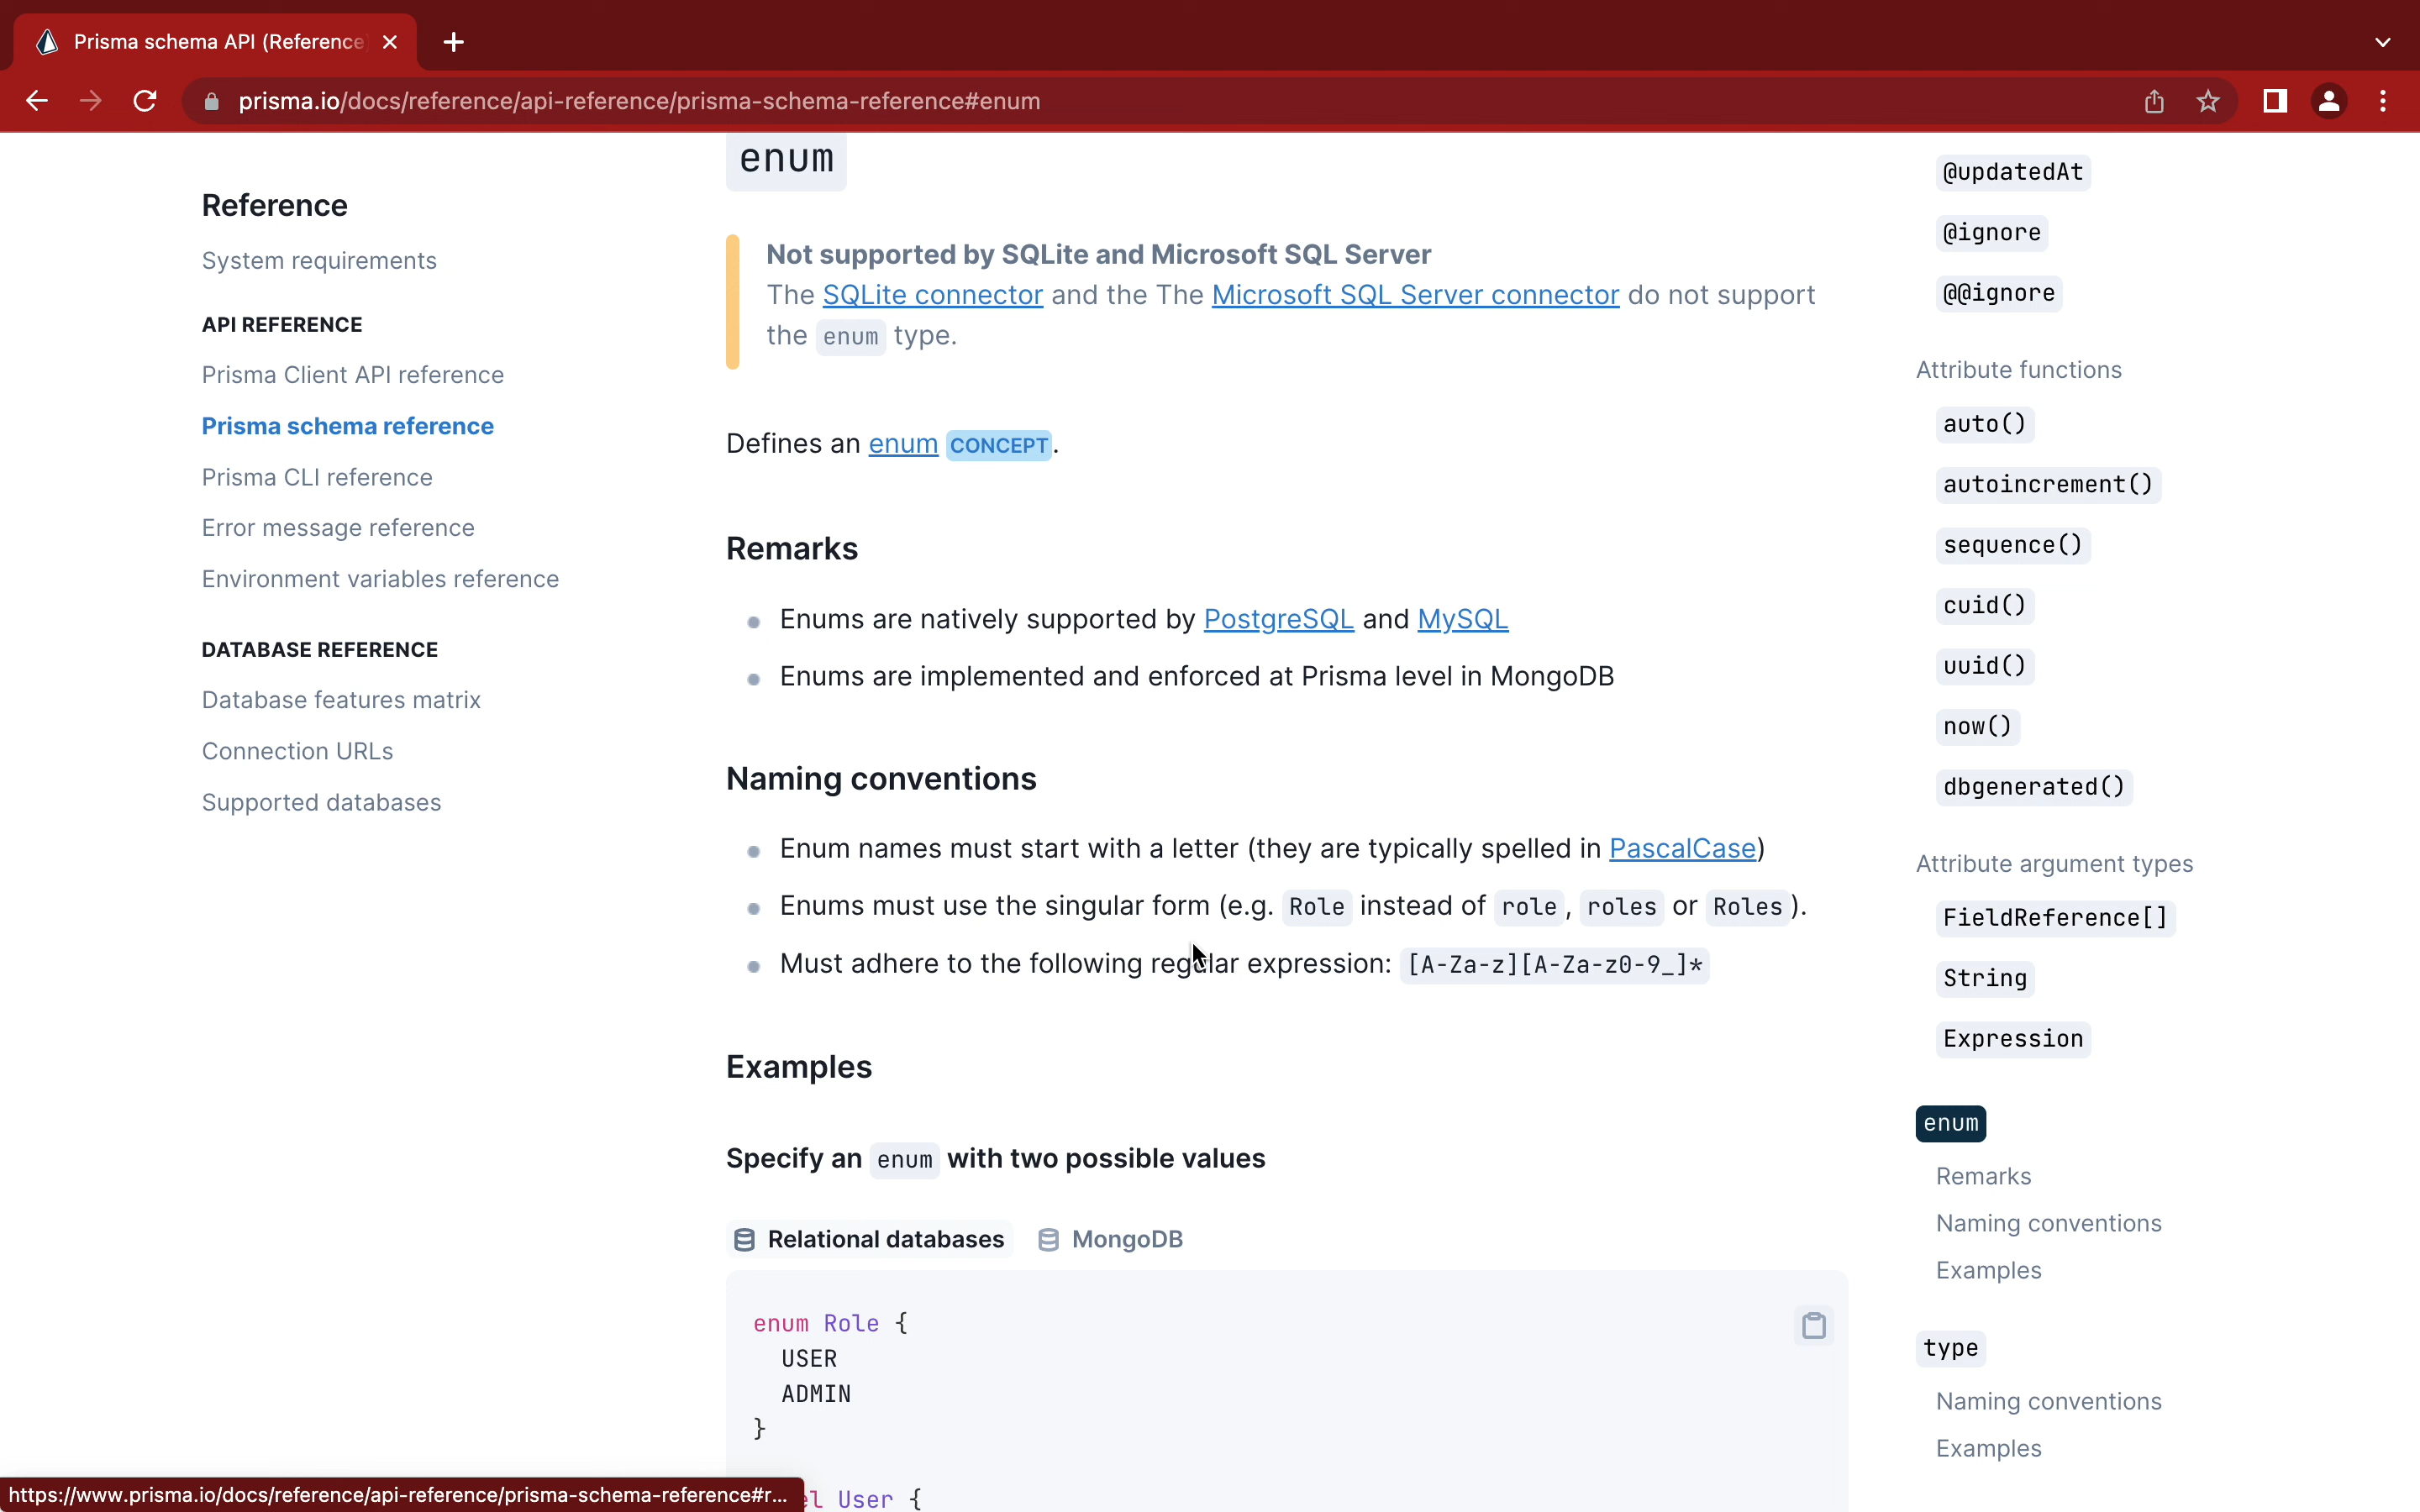 Prisma schema API (Reference
prisma.io/docs/reference/api-reference/prisma-schema-reference#enum
Reference
System requirements
API REFERENCE
Prisma Client API reference
Prisma schema reference
Prisma CLI reference
Error message reference
Environment variables reference
DATABASE REFERENCE
Database features matrix
Connection URLs
Supported databases
enum
Not supported by SQLite and Microsoft SQL Server
The SQLite connector and the The Microsoft SQL Server connector do not support
the enum type.
Defines an enum CONCEPT.
Remarks
Enums are natively supported by PostgreSQL and MySQL
Enums are implemented and enforced at Prisma level in MongoDB
Naming conventions
Enum names must start with a letter (they are typically spelled in PascalCase)
Enums must use the singular form (e.g. Role instead of role, roles or Roles).
Must adhere to the following regular expression: [A-Za-z][A-Za-z0-9_]*
Examples
Specify an enum with two possible values
Relational databases MongoDB
enum Role {
USER
ADMIN
}
el User {
@updatedAt
@ignore
@@ignore
Attribute functions
auto()
autoincrement()
sequence()
cuid()
uuid()
now()
dbgenerated()
Attribute argument types
FieldReference[]
String
Expression
enum
Remarks
Naming conventions
Examples
type
Naming conventions
Examples
https://www.prisma.io/docs/reference/api-reference/prisma-schema-reference#r...